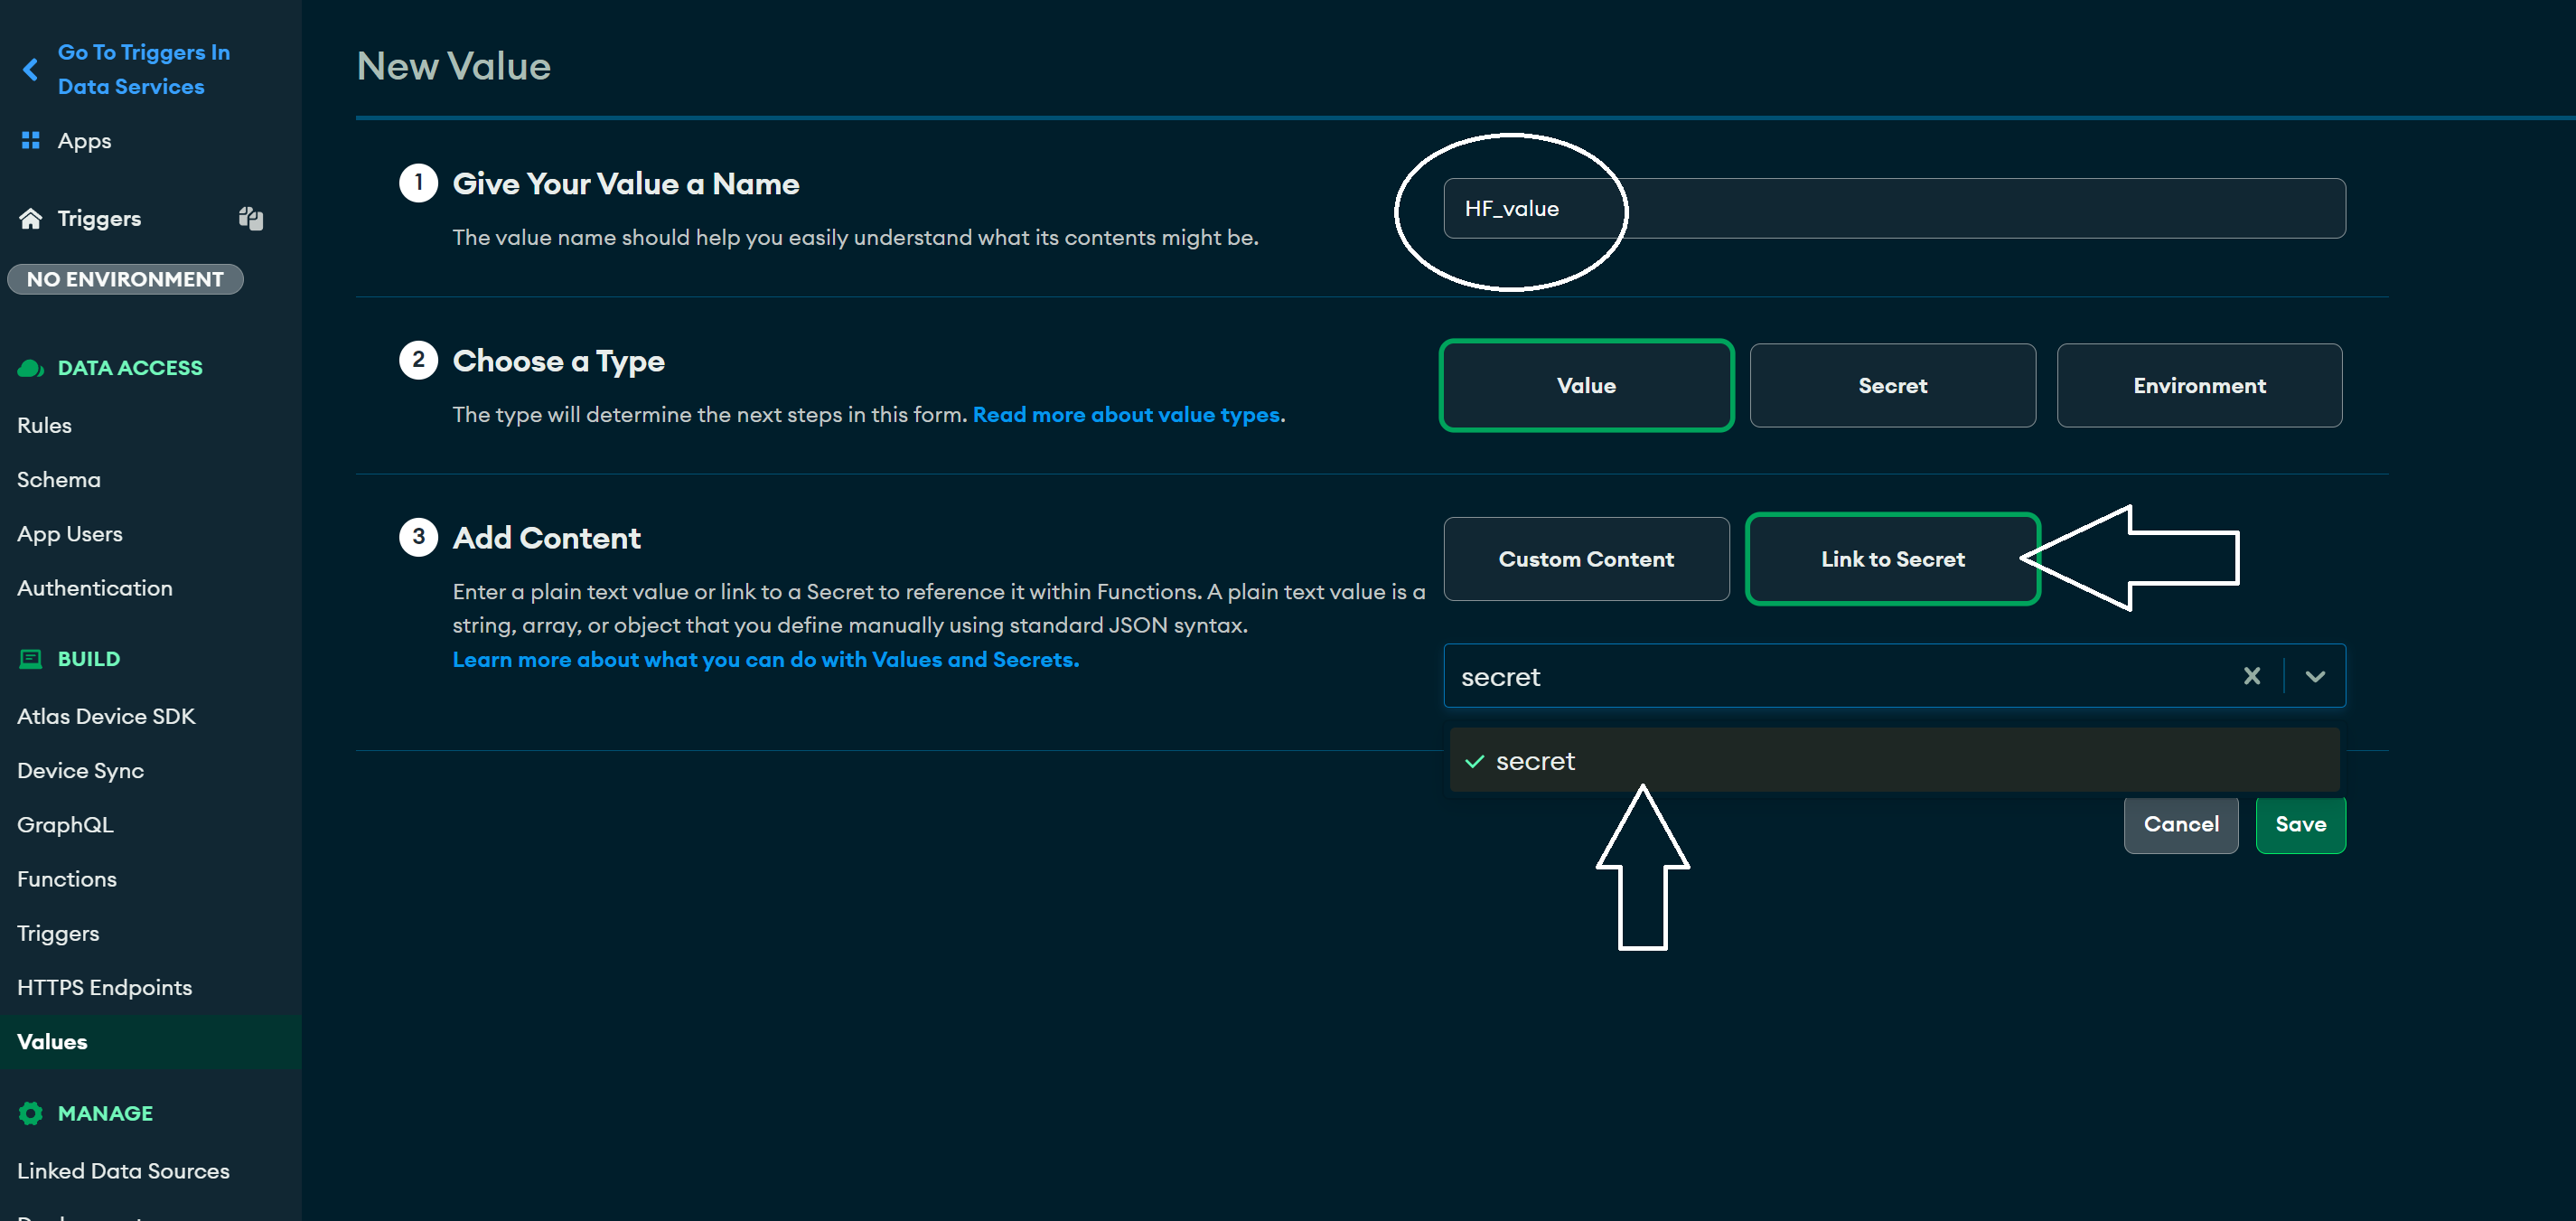 Go To Triggers In
Data Services
Apps
Triggers
NO ENVIRONMENT
DATA ACCESS
Rules
Schema
App Users
Authentication
BUILD
Atlas Device SDK
Device Sync
GraphQL
Functions
Triggers
HTTPS Endpoints
Values
MANAGE
Linked Data Sources
New Value
1 Give Your Value a Name
The value name should help you easily understand what its contents might be.
HF_value
2 Choose a Type
The type will determine the next steps in this form. Read more about value types.
Value
Secret
Environment
3 Add Content
Enter a plain text value or link to a Secret to reference it within Functions. A plain text value is a
string, array, or object that you define manually using standard JSON syntax.
Learn more about what you can do with Values and Secrets.
Custom Content
Link to Secret
secret
secret
Cancel
Save